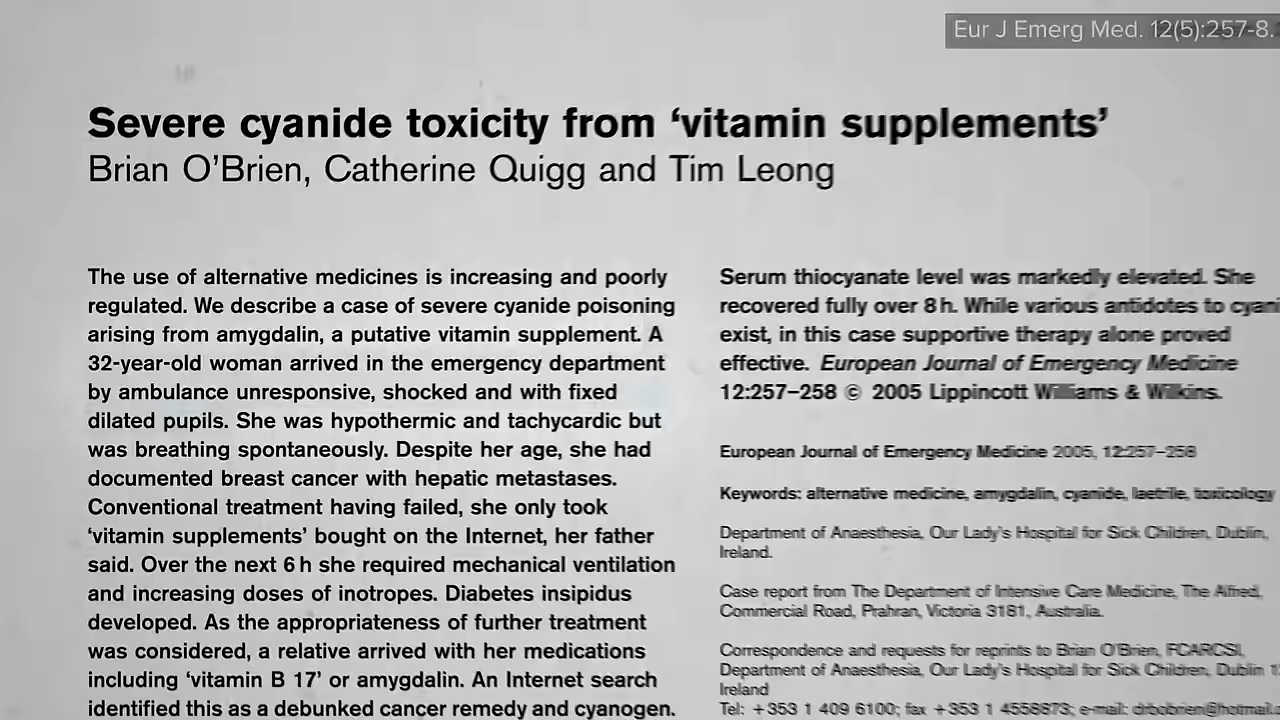 Eur J Emerg Med. 12(5):257-8.
Severe cyanide toxicity from ‘vitamin supplements’
Brian O’Brien, Catherine Quigg and Tim Leong
The use of alternative medicines is increasing and poorly
regulated. We describe a case of severe cyanide poisoning
arising from amygdalin, a putative vitamin supplement. A
32-year-old woman arrived in the emergency department
by ambulance unresponsive, shocked and with fixed
dilated pupils. She was hypothermic and tachycardic but
was breathing spontaneously. Despite her age, she had
documented breast cancer with hepatic metastases.
Conventional treatment having failed, she only took
‘vitamin supplements’ bought on the Internet, her father
said. Over the next 6 h she required mechanical ventilation
and increasing doses of inotropes. Diabetes insipidus
developed. As the appropriateness of further treatment
was considered, a relative arrived with her medications
including ‘vitamin B 17’ or amygdalin. An Internet search
identified this as a debunked cancer remedy and cyanogen.
Serum thiocyanate level was markedly elevated. She
recovered fully over 8 h. While various antidotes to cyani
exist, in this case supportive therapy alone proved
effective. European Journal of Emergency Medicine
12:257–258 © 2005 Lippincott Williams & Wilkins.
European Journal of Emergency Medicine 2005, 12:257–258
Keywords: alternative medicine, amygdalin, cyanide, laetrile, toxicology
Department of Anaesthesia, Our Lady’s Hospital for Sick Children, Dublin,
Ireland.
Case report from The Department of Intensive Care Medicine, The Alfred,
Commercial Road, Prahran, Victoria 3181, Australia.
Correspondence and requests for reprints to Brian O’Brien, FCARCSI,
Department of Anaesthesia, Our Lady’s Hospital for Sick Children, Dublin
Ireland
Tel: +353 1 409 6100; fax +353 1 4558873; e-mail: